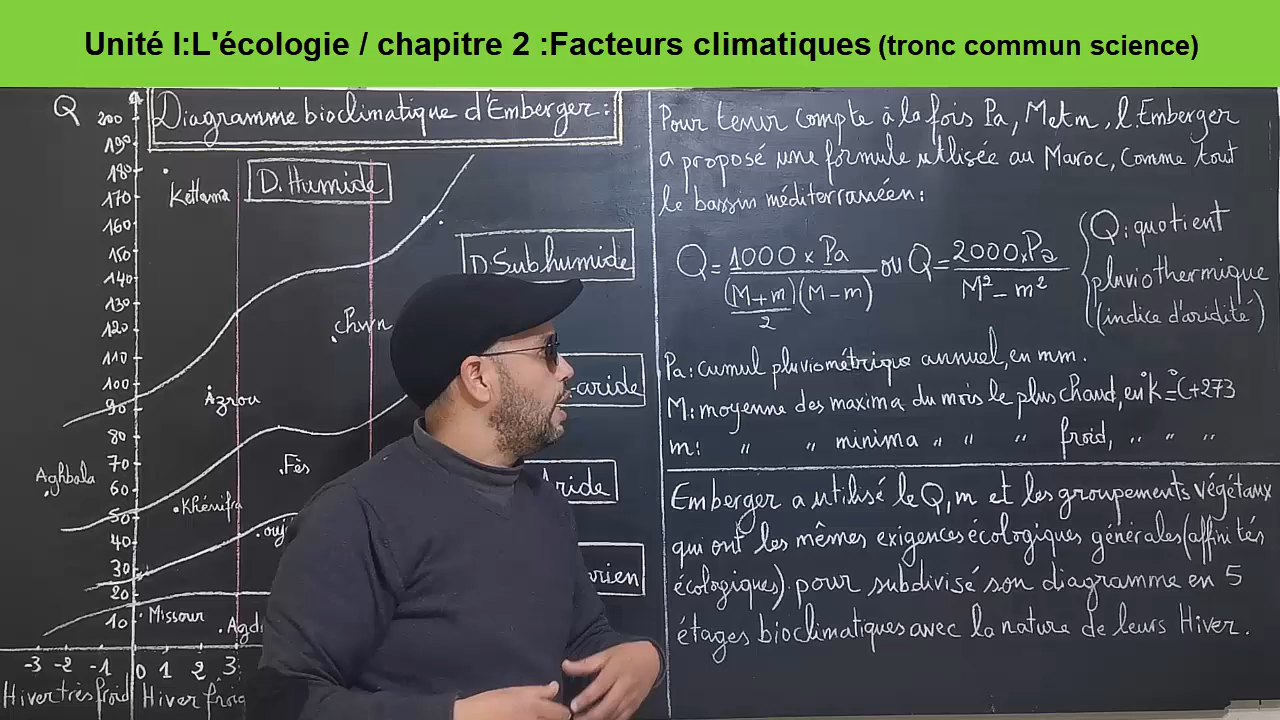 Unité I:L'écologie / chapitre 2 :Facteurs climatiques (tronc commun science)
Diagramme bioclimatique d'Emberger:
Q
200
190
180
170
160
150
140
130
120
110
100
90
80
70
60
50
40
30
20
10
Kettama
D. Humide
D. Subhumide
chwn
-aride
Azrou
Aghbala
Fès
Aride
Khénifra
ouj
rien
Missour
Agd
-3 -2 -1 0 1 2 3
Hiver très froid Hiver froid
Pour tenir compte à la fois Pa, M et m, l. Emberger
a proposé une formule utilisée au Maroc, comme tout
le bassin méditerranéen:
Q = 1000 x Pa / ((M+m)/2)(M-m) ou Q = 2000 x Pa / M² - m²
Q: quotient
pluviothermique
(indice d'aridité)
Pa: cumul pluviométrique annuel, en mm.
M: moyenne des maxima du mois le plus chaud, en °K = °C+273
m: " " minima " " " froid, " " "
Emberger a utilisé le Q, m et les groupements végétaux
qui ont les mêmes exigences écologiques générales (affinités
écologiques) pour subdivisé son diagramme en 5
étages bioclimatiques avec la nature de leurs Hiver.